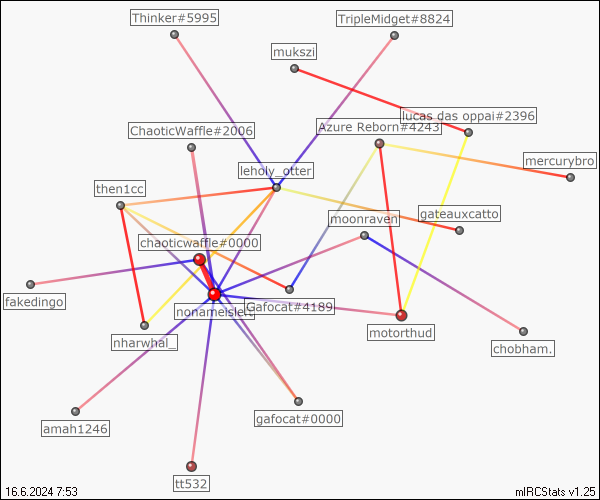 Thinker#5995
TripleMidget#8824
mukszi
lucas das oppai#2396
Azure Reborn#4243
ChaoticWaffle#2006
mercurybro
leholy_otter
then1cc
gateauxcatto
moonraven
chaoticwaffle#0000
fakedingo
Gafocat#4189
motorthud
nharwhal_
chobham.
gafocat#0000
amah1246
tt532
16.6.2024 7:53
mIRCStats v1.25